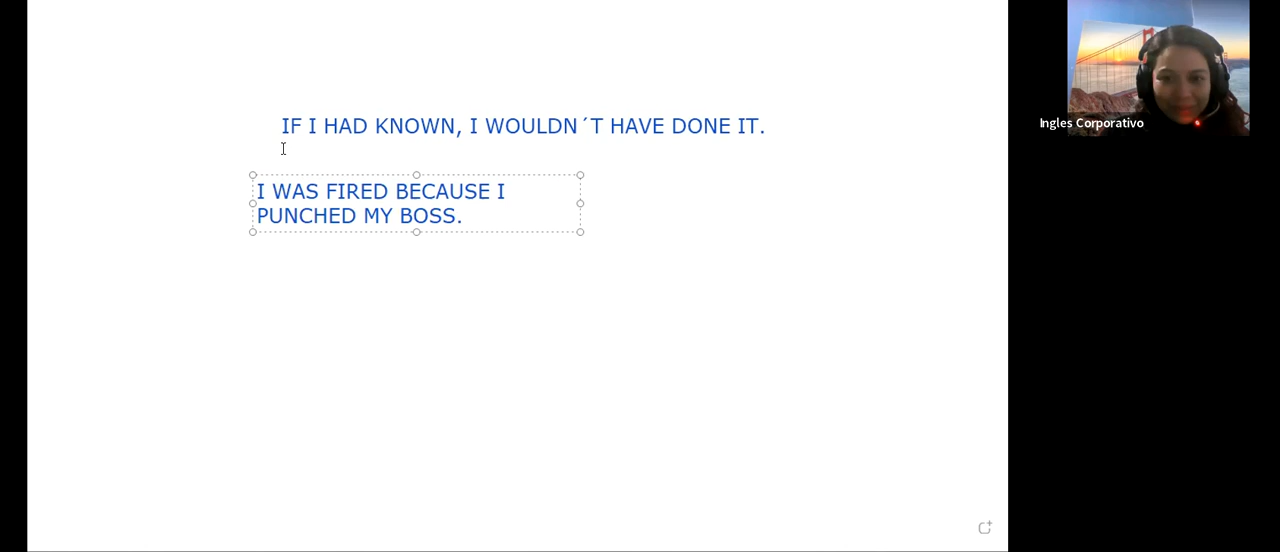 IF I HAD KNOWN, I WOULDN´T HAVE DONE IT.
I WAS FIRED BECAUSE I
PUNCHED MY BOSS.
Ingles Corporativo